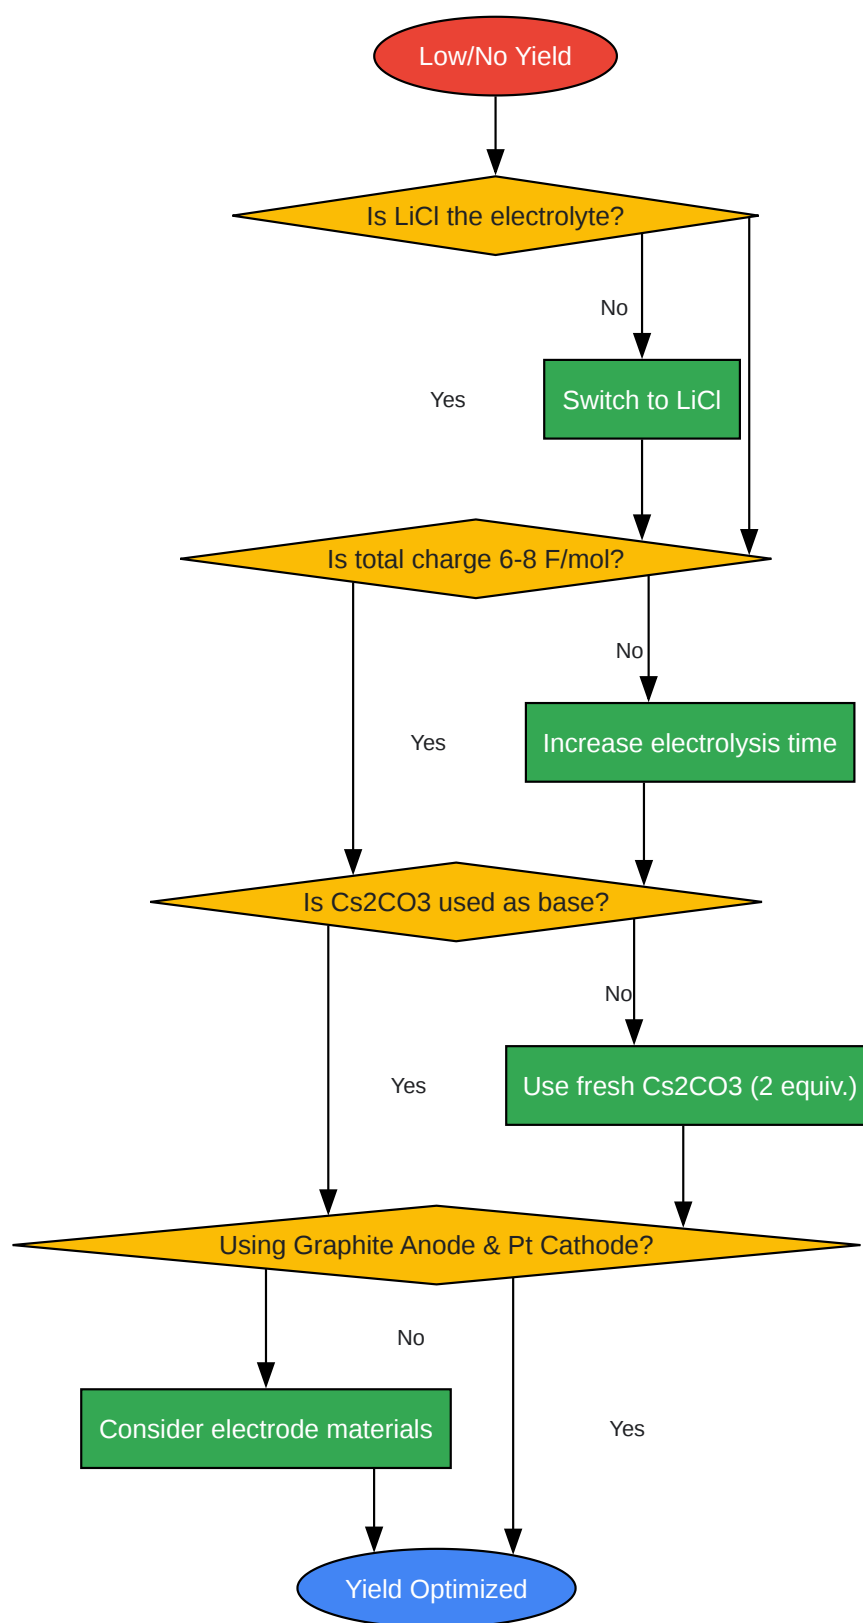 Low/No Yield
Is LiCl the electrolyte?
No
Yes
Switch to LiCl
Is total charge 6-8 F/mol?
No
Yes
Increase electrolysis time
Is Cs2CO3 used as base?
No
Yes
Use fresh Cs2CO3 (2 equiv.)
Using Graphite Anode & Pt Cathode?
No
Consider electrode materials
Yes
Yield Optimized